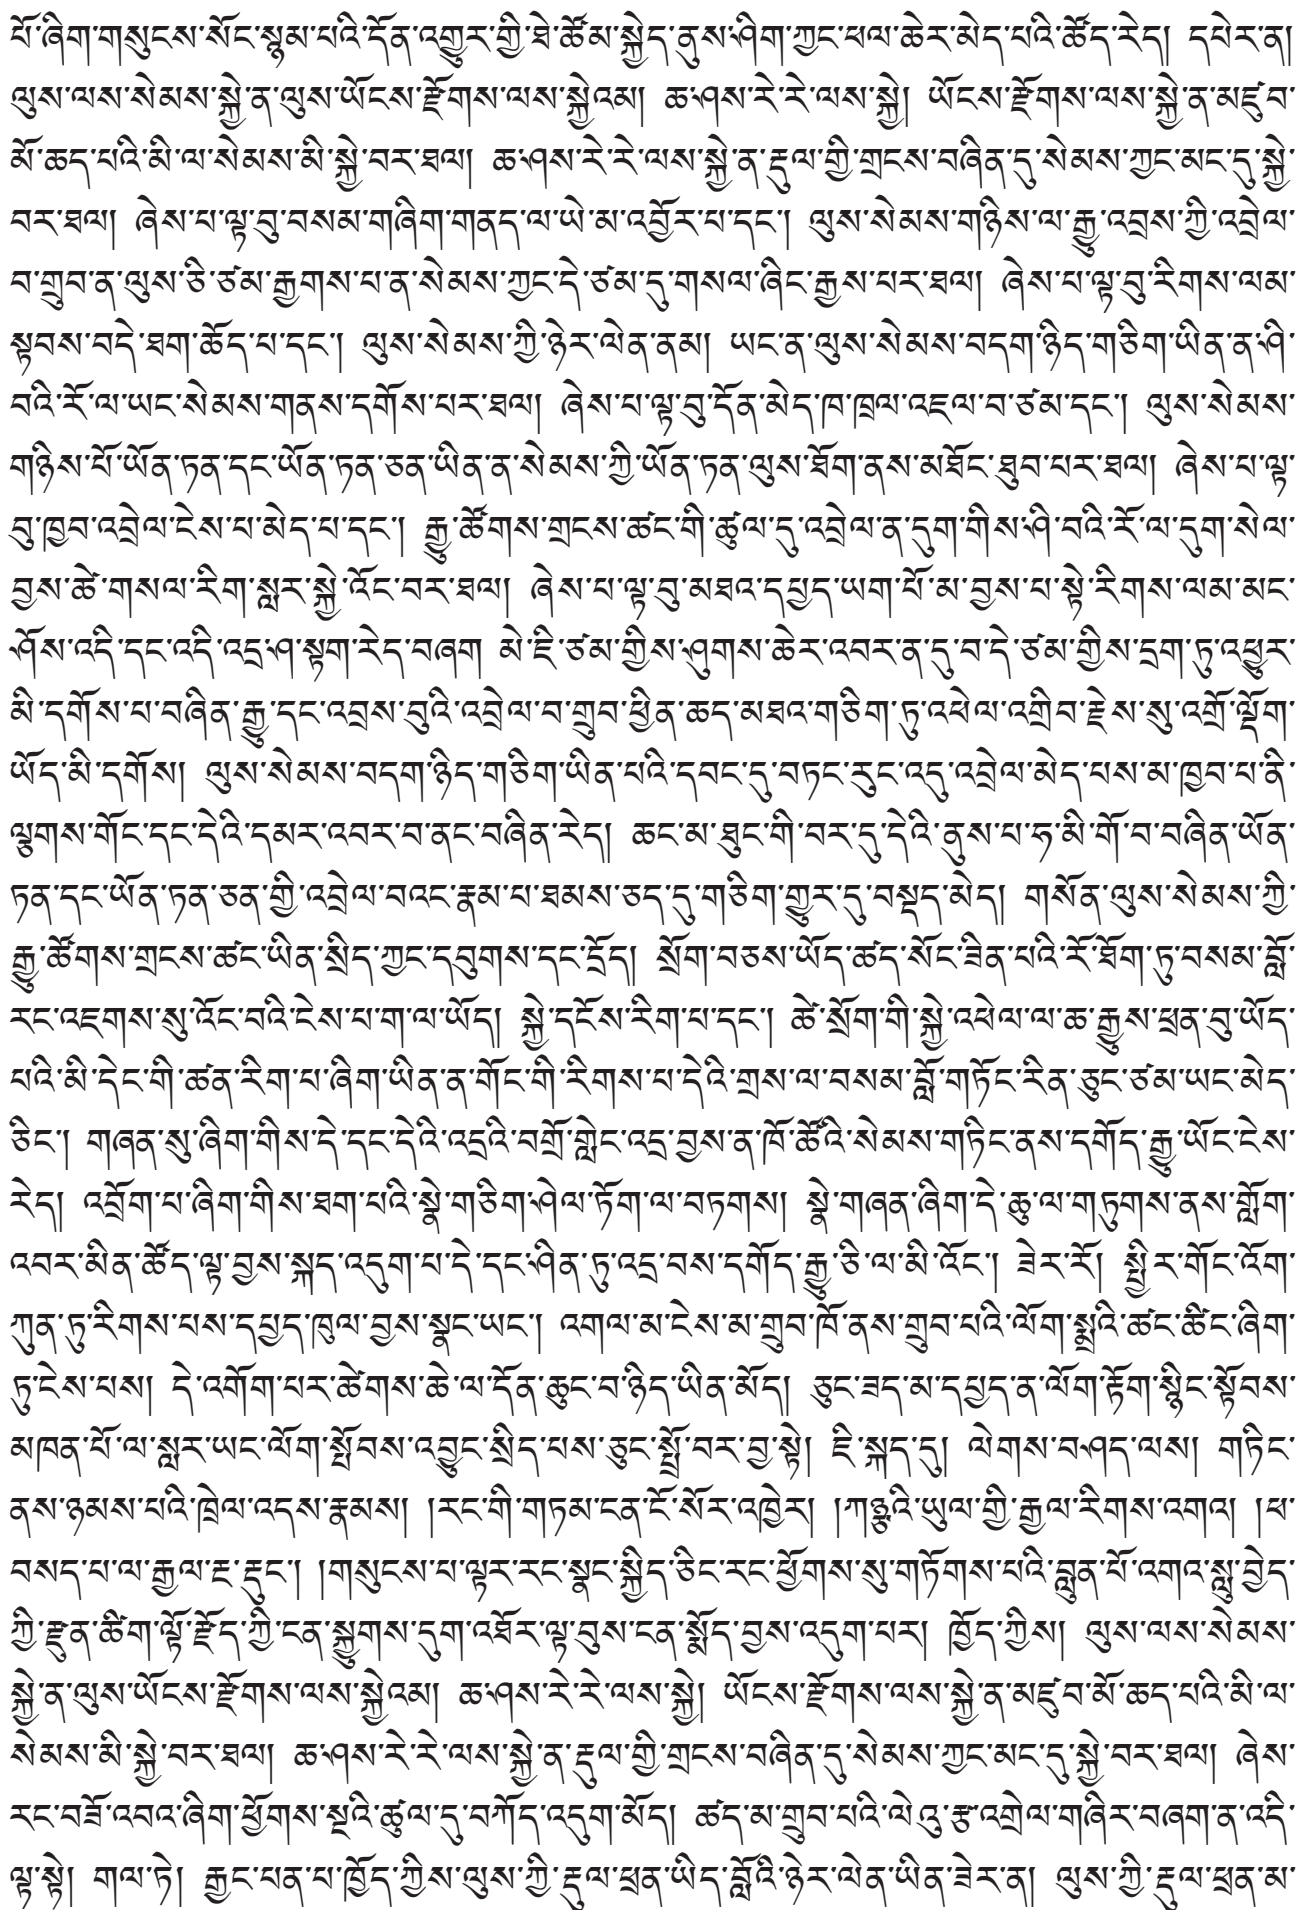 པོ་ཞིག་གསུངས་སོང་སྙམ་པའི་དོན་འགྱུར་གྱི་ཐེ་ཚོམ་སྐྱེད་ནུས་ཤིག་ཀྱང་ཕལ་ཆེར་མེད་པའི་ཚོད་རེད། དཔེར་ན།
ལུས་ལས་སེམས་སྐྱེ་ན་ལུས་ཡོངས་རྫོགས་ལས་སྐྱེའམ། ཆ་ཤས་རེ་རེ་ལས་སྐྱེ། ཡོངས་རྫོགས་ལས་སྐྱེ་ན་མཛུབ་
མོ་ཆད་པའི་མི་ལ་སེམས་མི་སྐྱེ་བར་ཐལ། ཆ་ཤས་རེ་རེ་ལས་སྐྱེ་ན་རྡུལ་གྱི་གྲངས་བཞིན་དུ་སེམས་ཀྱང་མང་དུ་སྐྱེ་
བར་ཐལ། ཞེས་པ་ལྟ་བུ་བསམ་གཞིག་གནད་ལ་ཡེ་མ་འབྱོར་པ་དང་། ལུས་སེམས་གཉིས་ལ་རྒྱུ་འབྲས་ཀྱི་འབྲེལ་
བ་གྲུབ་ན་ལུས་ཅི་ཙམ་རྒྱགས་པ་ན་སེམས་ཀྱང་དེ་ཙམ་དུ་གསལ་ཞིང་རྒྱས་པར་ཐལ། ཞེས་པ་ལྟ་བུ་རིགས་ལམ་
སྟབས་བདེ་ཐག་ཆོད་པ་དང་། ལུས་སེམས་ཀྱི་ཉེར་ལེན་ནམ། ཡང་ན་ལུས་སེམས་བདག་ཉིད་གཅིག་ཡིན་ན་ཤི་
བའི་རོ་ལ་ཡང་སེམས་གནས་དགོས་པར་ཐལ། ཞེས་པ་ལྟ་བུ་དོན་མེད་ཁ་ཁྲལ་འཇལ་བ་ཙམ་དང་། ལུས་སེམས་
གཉིས་པོ་ཡོན་ཏན་དང་ཡོན་ཏན་ཅན་ཡིན་ན་སེམས་ཀྱི་ཡོན་ཏན་ལུས་ཐོག་ནས་མཐོང་ཐུབ་པར་ཐལ། ཞེས་པ་ལྟ་
བུ་ཁྱབ་འབྲེལ་ངེས་པ་མེད་པ་དང་། རྒྱུ་ཚོགས་གྲངས་ཚང་གི་ཚུལ་དུ་འབྲེལ་ན་དུག་གིས་ཤི་བའི་རོ་ལ་དུག་སེལ་
བྱས་ཚེ་གསལ་རིག་སླར་སྐྱེ་འོང་བར་ཐལ། ཞེས་པ་ལྟ་བུ་མཐའ་དཔྱད་ཡག་པོ་མ་བྱས་པ་སྟེ་རིགས་ལམ་མང་
ཤོས་འདི་དང་འདི་འདྲ་ཤ་སྟག་རེད་བཞག མེ་ཇི་ཙམ་གྱིས་ཤུགས་ཆེར་འབར་ན་དུ་བ་དེ་ཙམ་གྱིས་དྲག་ཏུ་འཕྱུར་
མི་དགོས་པ་བཞིན་རྒྱུ་དང་འབྲས་བུའི་འབྲེལ་བ་གྲུབ་ཕྱིན་ཆད་མཐའ་གཅིག་ཏུ་འཕེལ་འགྲིབ་རྗེས་སུ་འགྲོ་ལྡོག་
ཡོད་མི་དགོས། ལུས་སེམས་བདག་ཉིད་གཅིག་ཡིན་པའི་དབང་དུ་བཏང་རུང་འདུ་འབྲེལ་མེད་པས་མ་ཁྱབ་པ་ནི་
ལྕགས་གོང་དང་དེའི་དམར་འབར་བ་ནང་བཞིན་རེད། ཆང་མ་ཐུང་གི་བར་དུ་དེའི་ནུས་པ་ཧ་མི་གོ་བ་བཞིན་ཡོན་
ཏན་དང་ཡོན་ཏན་ཅན་གྱི་འབྲེལ་བའང་རྣམ་པ་ཐམས་ཅད་དུ་གཅིག་གྱུར་དུ་བསྡད་མེད། གསོན་ལུས་སེམས་ཀྱི་
རྒྱུ་ཚོགས་གྲངས་ཚང་ཡིན་སྲིད་ཀྱང་དབུགས་དང་དྲོད། སྲོག་བཅས་ཡོད་ཚད་སོང་ཟིན་པའི་རོ་ཐོག་ཏུ་བསམ་བློ་
རང་འཇགས་སུ་འོང་བའི་ངེས་པ་ག་ལ་ཡོད། སྐྱེ་དངོས་རིག་པ་དང་། ཚེ་སྲོག་གི་སྐྱེ་འཕེལ་ལ་ཆ་རྒྱུས་ཕྲན་བུ་ཡོད་
པའི་མི་དེང་གི་ཚན་རིག་པ་ཞིག་ཡིན་ན་གོང་གི་རིགས་པ་དེའི་གྲས་ལ་བསམ་བློ་གཏོང་རིན་ཅུང་ཙམ་ཡང་མེད་
ཅིང་། གཞན་སུ་ཞིག་གིས་དེ་དང་དེའི་འདྲའི་བགྲོ་གླེང་འདྲ་བྱས་ན་ཁོ་ཚོའི་སེམས་གཏིང་ནས་དགོད་རྒྱུ་ཡོང་ངེས་
རེད། འབྲོག་པ་ཞིག་གིས་ཐག་པའི་སྣེ་གཅིག་ཤེལ་ཏོག་ལ་བཏགས། སྣེ་གཞན་ཞིག་དེ་ཆུ་ལ་གཏུགས་ནས་གློག་
འབར་མིན་ཚོད་ལྟ་བྱས་སྐད་འདུག་པ་དེ་དང་ཤིན་ཏུ་འདྲ་བས་དགོད་རྒྱུ་ཅི་ལ་མི་འོང་། ཟེར་རོ། སྤྱིར་གོང་འོག་
ཀུན་ཏུ་རིགས་པས་དཔྱད་ཁུལ་བྱས་སྣང་ཡང་། འགལ་མ་ངེས་མ་གྲུབ་ཁོ་ནས་གྲུབ་པའི་ལོག་སྨྲའི་ཚང་ཚིང་ཞིག་
ཏུ་ངེས་པས། དེ་འགོག་པར་ཚེགས་ཆེ་ལ་དོན་ཆུང་བ་ཉིད་ཡིན་མོད། ཅུང་ཟད་མ་དཔྱད་ན་ལོག་རྟོག་སྙིང་སྟོབས་
མཁན་པོ་ལ་སླར་ཡང་ལོག་སྤོབས་འབྱུང་སྲིད་པས་ཅུང་སྤྲོ་བར་བྱ་སྟེ། ཇི་སྐད་དུ། ལེགས་བཤད་ལས། གཏིང་
ནས་ཉམས་པའི་ཁྲེལ་འདས་རྣམས། །རང་གི་གཏམ་ངན་ངོ་སོར་འཁྱེར། །ཀཉྫའི་ཡུལ་གྱི་རྒྱལ་རིགས་འགའ། །ཕ་
བསད་པ་ལ་རྒྱལ་རྔ་རྡུང་། །གསུངས་པ་ལྟར་རང་སྣང་སྐྱིད་ཅིང་རང་ཕྱོགས་སུ་གཏོགས་པའི་བླུན་པོ་འགའ་སླུ་བྱེད་
ཀྱི་རྫུན་ཚིག་ལྟོ་རྫོད་ཀྱི་ངན་སྐྱུགས་དུག་འཐོར་ལྟ་བུས་ངན་སྨོད་བྱས་འདུག་པར། ཁྱོད་ཀྱིས། ལུས་ལས་སེམས་
སྐྱེ་ན་ལུས་ཡོངས་རྫོགས་ལས་སྐྱེའམ། ཆ་ཤས་རེ་རེ་ལས་སྐྱེ། ཡོངས་རྫོགས་ལས་སྐྱེ་ན་མཛུབ་མོ་ཆད་པའི་མི་ལ་
སེམས་མི་སྐྱེ་བར་ཐལ། ཆ་ཤས་རེ་རེ་ལས་སྐྱེ་ན་རྡུལ་གྱི་གྲངས་བཞིན་དུ་སེམས་ཀྱང་མང་དུ་སྐྱེ་བར་ཐལ། ཞེས་
རང་བཟོ་འབའ་ཞིག་ཕྱོགས་སྔའི་ཚུལ་དུ་བཀོད་འདུག་མོད། ཚད་མ་གྲུབ་པའི་ལེའུ་རྩ་འགྲེལ་གཞིར་བཞག་ན་འདི་
ལྟ་སྟེ། གལ་ཏེ། རྒྱང་པན་པ་ཁྱོད་ཀྱིས་ལུས་ཀྱི་རྡུལ་ཕྲན་ཡིད་བློའི་ཉེར་ལེན་ཡིན་ཟེར་ན། ལུས་ཀྱི་རྡུལ་ཕྲན་མ་